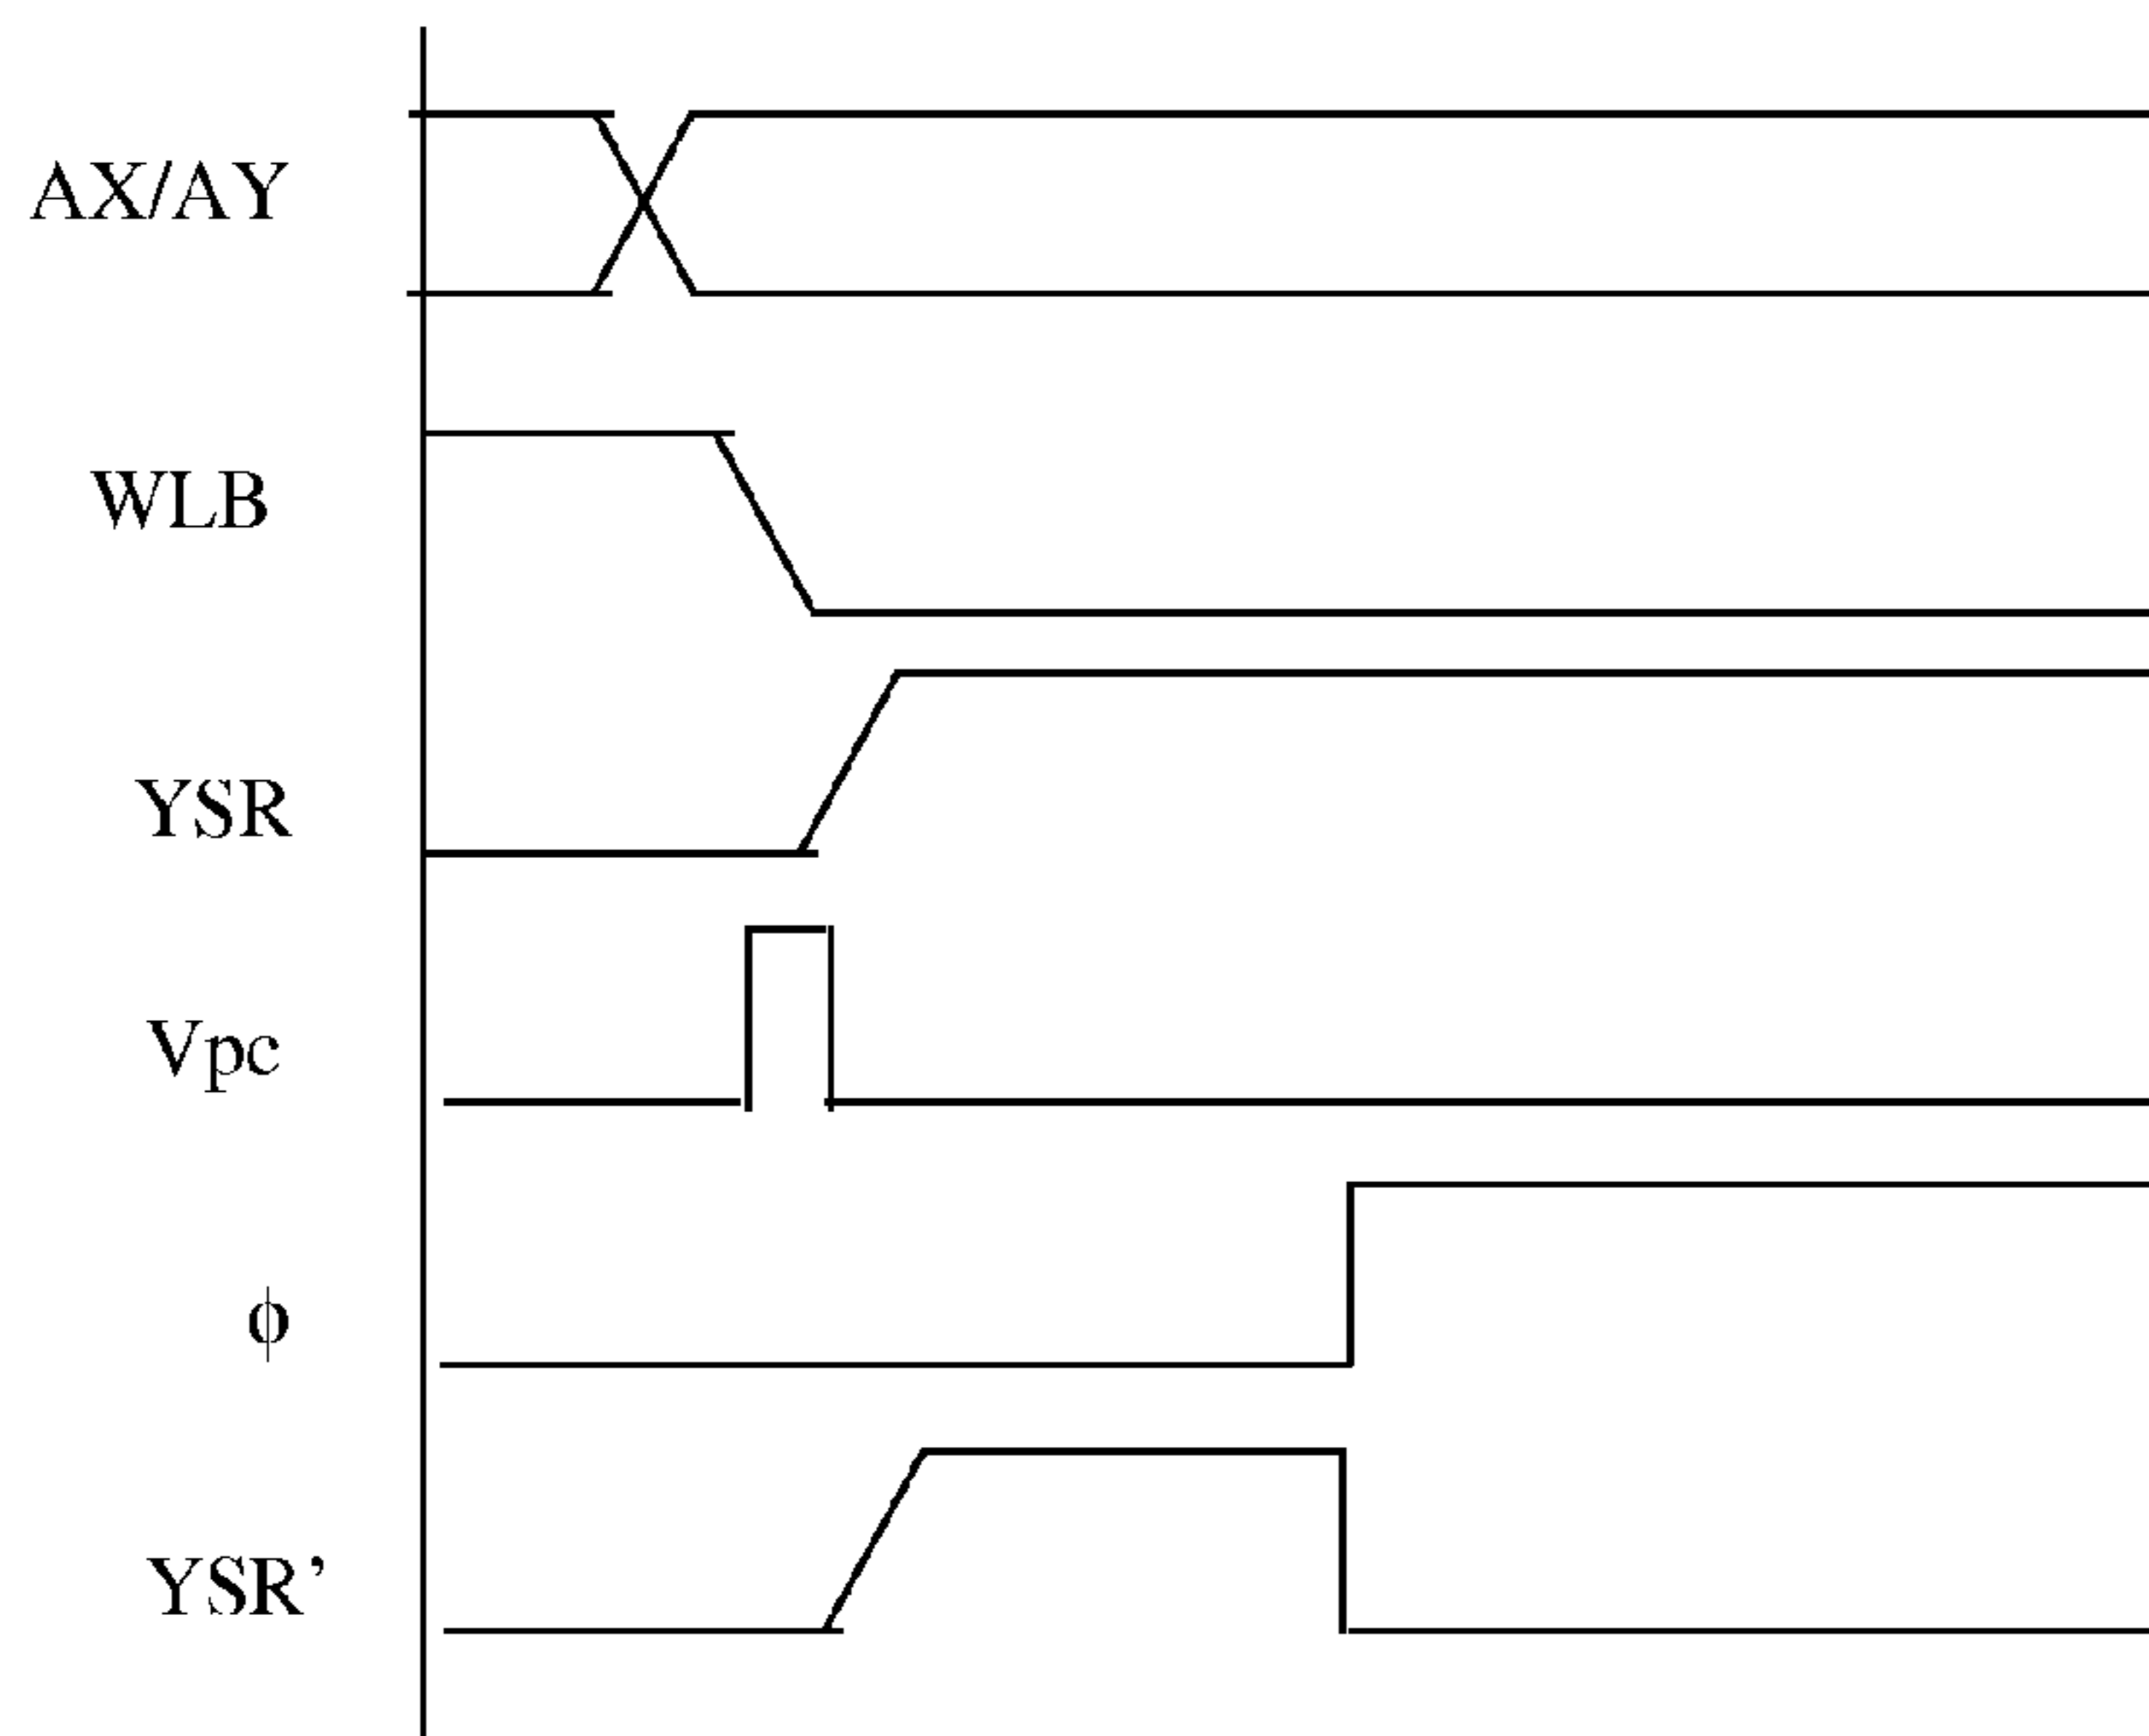 AX/AY
WLB
YSR
Vpc
ϕ
YSR’